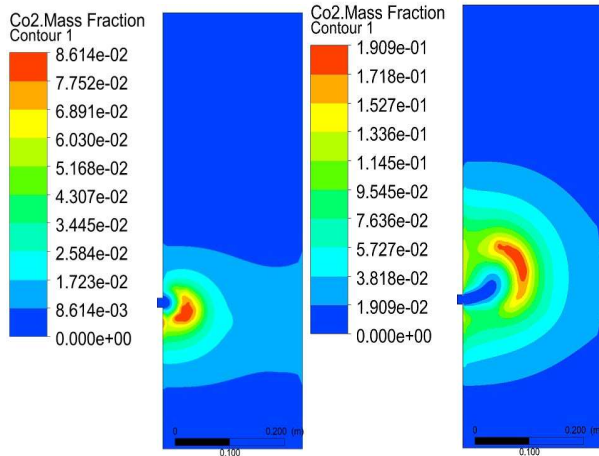 Co2.Mass Fraction
Contour 1
8.614e-02
7.752e-02
6.891e-02
6.030e-02
5.168e-02
4.307e-02
3.445e-02
2.584e-02
1.723e-02
8.614e-03
0.000e+00
0 0.200 (m)
0.100
Co2.Mass Fraction
Contour 1
1.909e-01
1.718e-01
1.527e-01
1.336e-01
1.145e-01
9.545e-02
7.636e-02
5.727e-02
3.818e-02
1.909e-02
0.000e+00
0 0.200 (m)
0.100